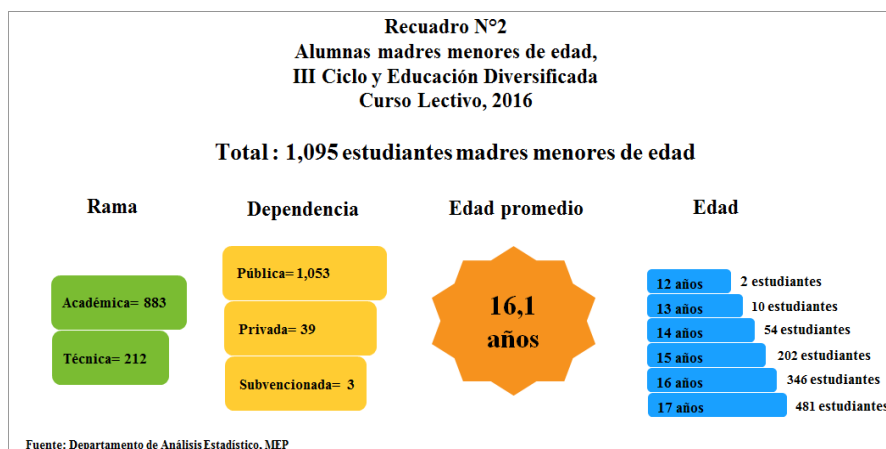 Recuadro N°2
Alumnas madres menores de edad,
III Ciclo y Educación Diversificada
Curso Lectivo, 2016
Total : 1,095 estudiantes madres menores de edad
Rama
Académica= 883
Técnica= 212
Dependencia
Pública= 1,053
Privada= 39
Subvencionada= 3
Edad promedio
16,1
años
Edad
12 años 2 estudiantes
13 años 10 estudiantes
14 años 54 estudiantes
15 años 202 estudiantes
16 años 346 estudiantes
17 años 481 estudiantes
Fuente: Departamento de Análisis Estadístico, MEP